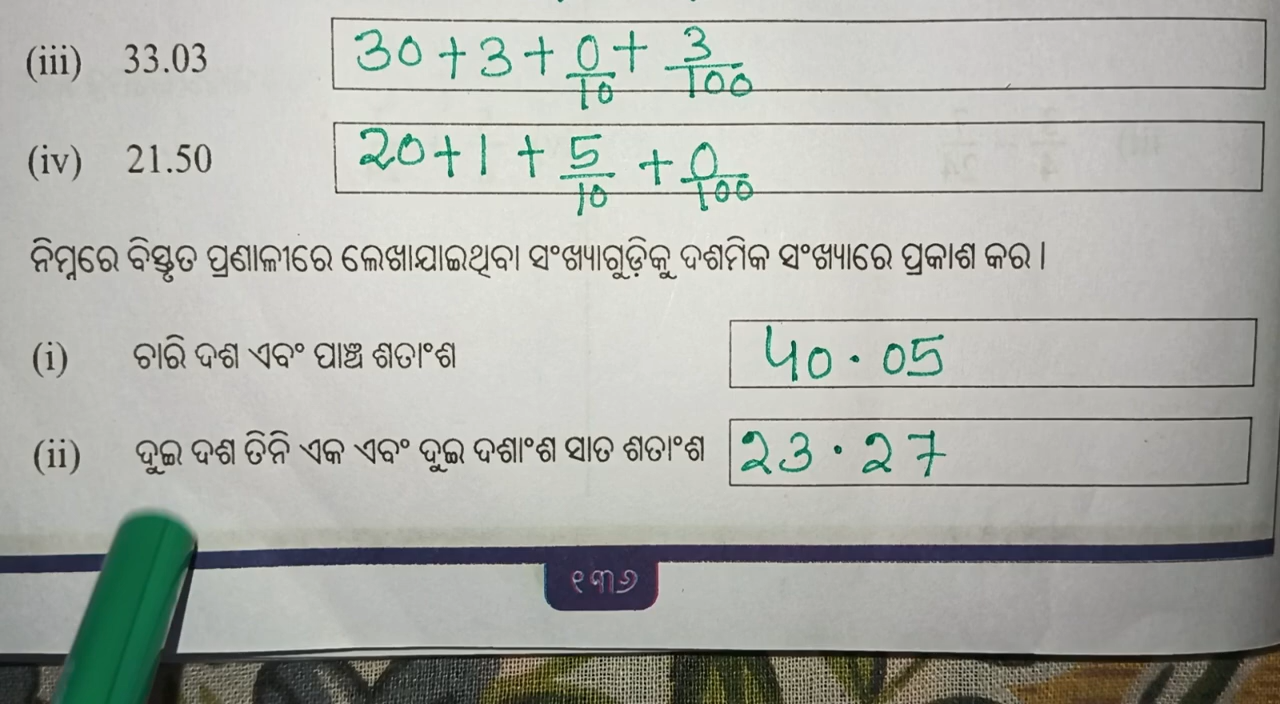 (iii) 33.03 30 + 3 + 0/10 + 3/100
(iv) 21.50 20 + 1 + 5/10 + 0/100
ନିମ୍ନରେ ବିସ୍ତୃତ ପ୍ରଣାଳୀରେ ଲେଖାଯାଇଥିବା ସଂଖ୍ୟାଗୁଡ଼ିକୁ ଦଶମିକ ସଂଖ୍ୟାରେ ପ୍ରକାଶ କର ।
(i) ଚାରି ଦଶ ଏବଂ ପାଞ୍ଚ ଶତାଂଶ 40.05
(ii) ଦୁଇ ଦଶ ତିନି ଏକ ଏବଂ ଦୁଇ ଦଶାଂଶ ସାତ ଶତାଂଶ 23.27
୧୩୬